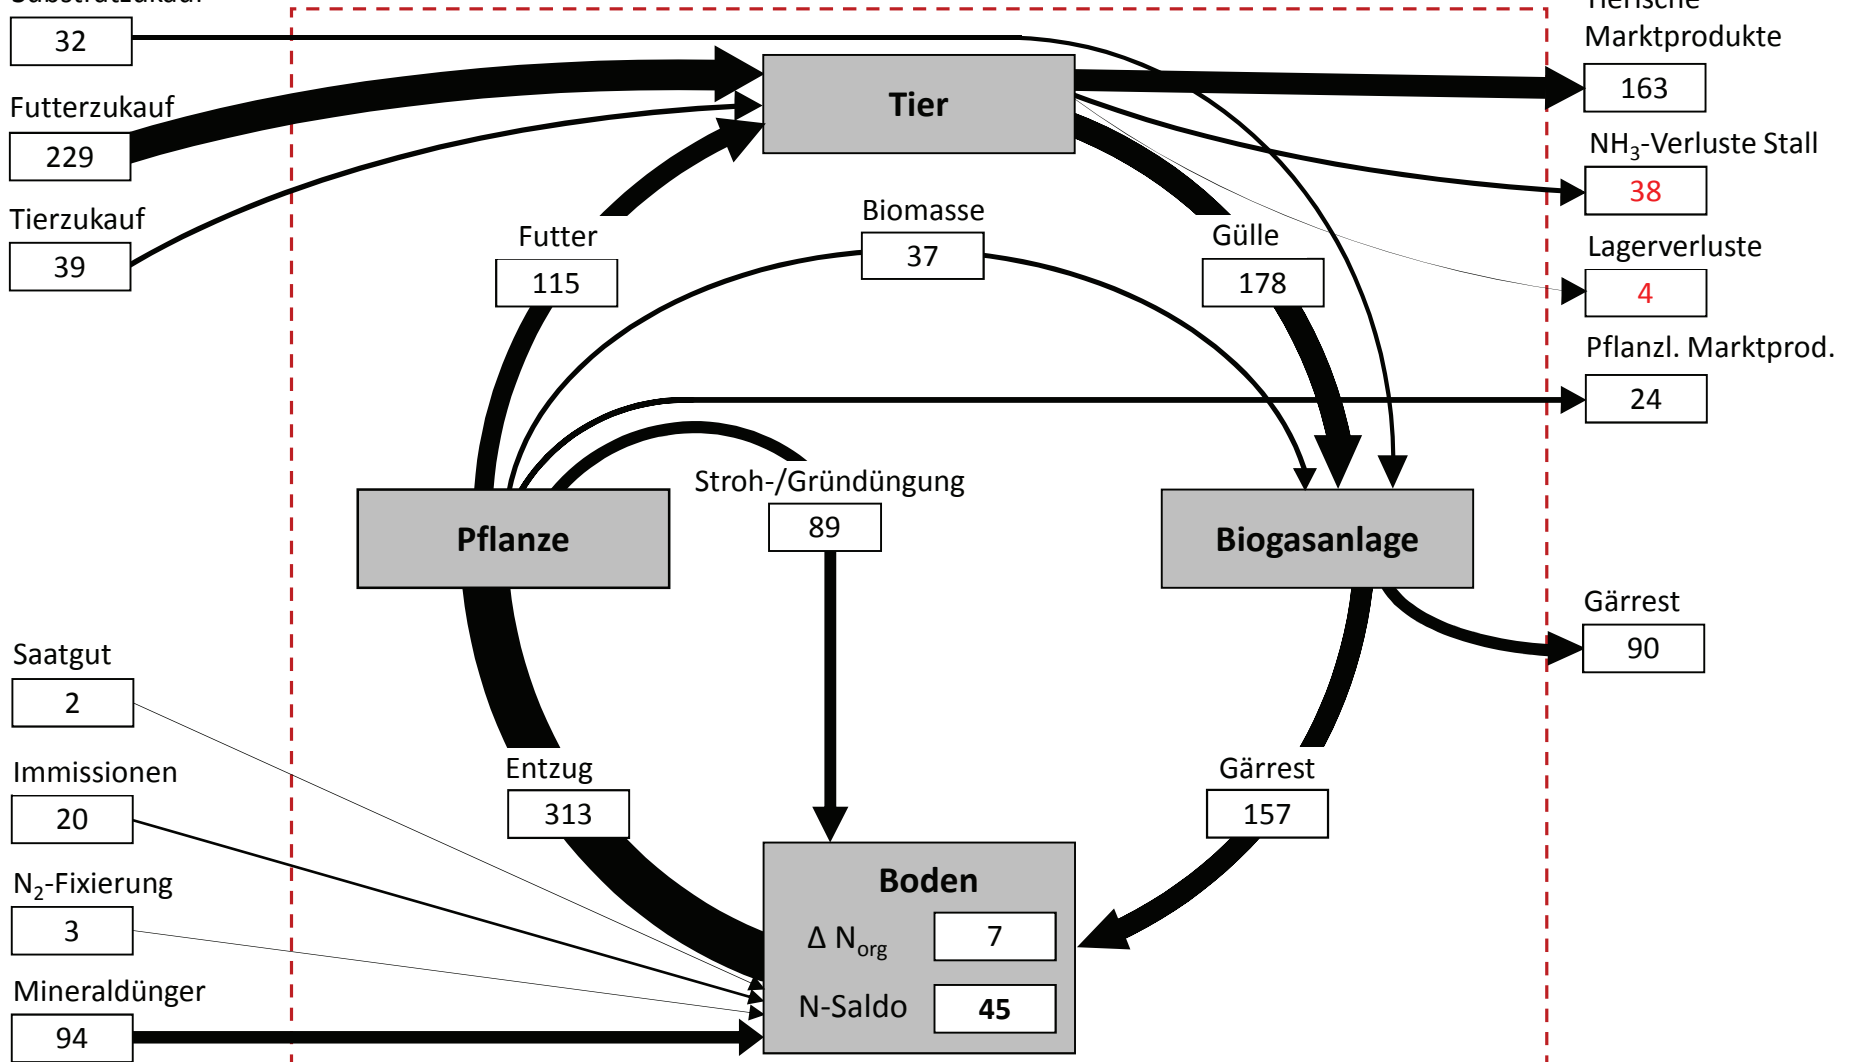 32
Marktprodukte
163
Tier
Futterzukauf
229
NH₃-Verluste Stall
38
Tierzukauf
39
Futter
115
Biomasse
37
Gülle
178
Lagerverluste
4
Pflanzl. Marktprod.
24
Stroh-/Gründüngung
89
Pflanze
Biogasanlage
Gärrest
90
Saatgut
2
Immissionen
20
Entzug
313
Gärrest
157
N₂-Fixierung
3
Boden
Δ N_org 7
N-Saldo 45
Mineraldünger
94